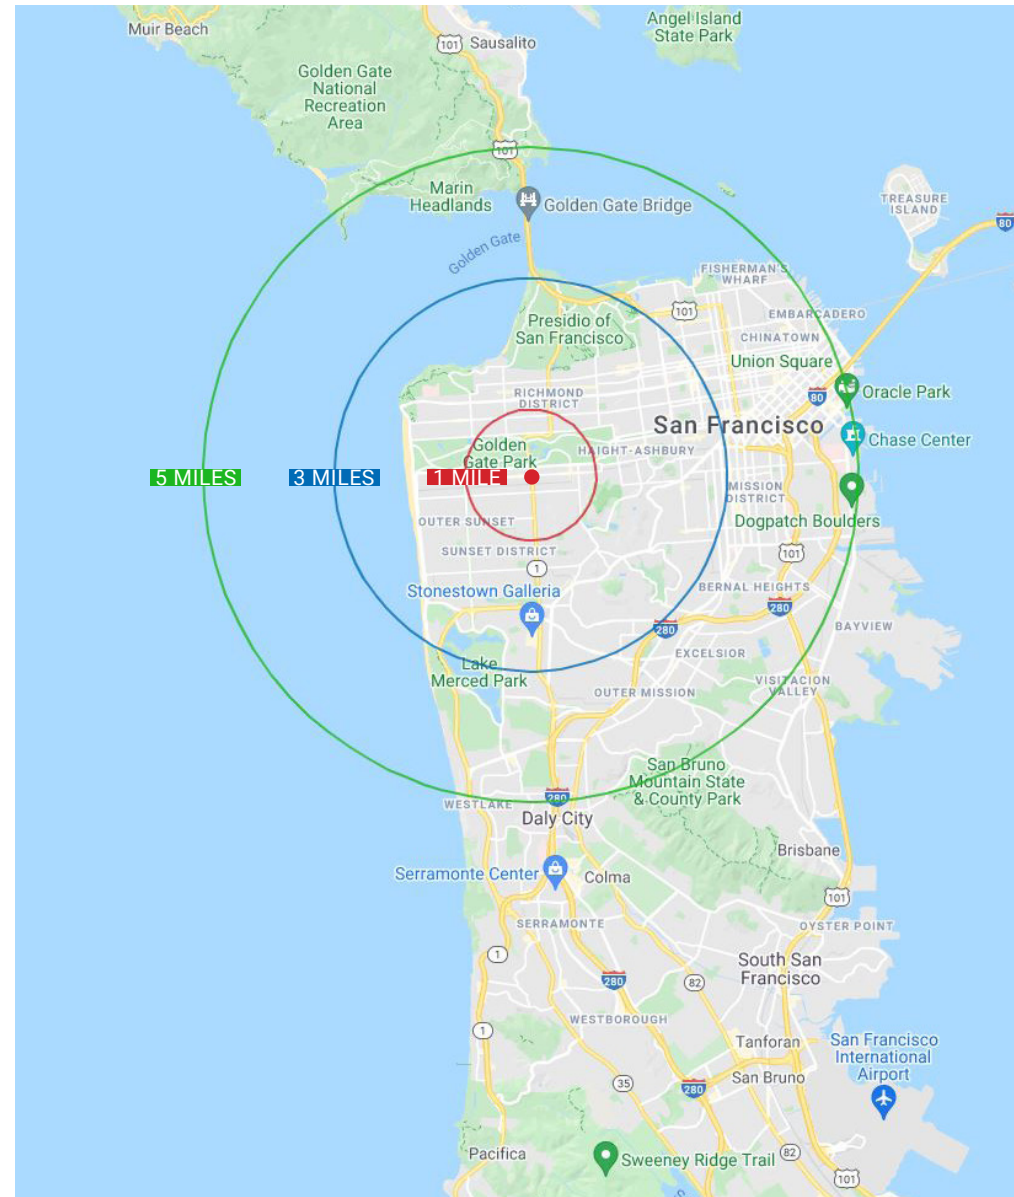 Muir Beach
101
Sausalito
Angel Island
State Park
Golden Gate
National
Recreation
Area
101
Marin
Headlands
Golden Gate Bridge
Golden Gate
TREASURE
ISLAND
80
FISHERMAN'S
WHARF
101
EMBARCADERO
Presidio of
San Francisco
CHINATOWN
Union Square
RICHMOND
DISTRICT
80
Oracle Park
San Francisco
Chase Center
Golden
Gate Park
HAIGHT-ASHBURY
5 MILES
3 MILES
1 MILE
MISSION
DISTRICT
OUTER SUNSET
Dogpatch Boulders
SUNSET DISTRICT
101
1
Stonestown Galleria
BERNAL HEIGHTS
280
280
BAYVIEW
EXCELSIOR
Lake
Merced Park
OUTER MISSION
VISITACION
VALLEY
San Bruno
Mountain State
& County Park
280
WESTLAKE
Daly City
Brisbane
Serramonte Center
Colma
101
SERRAMONTE
OYSTER POINT
1
South San
Francisco
280
82
WESTBOROUGH
1
Tanforan
San Francisco
International
Airport
35
280
San Bruno
Pacifica
Sweeney Ridge Trail
82
101